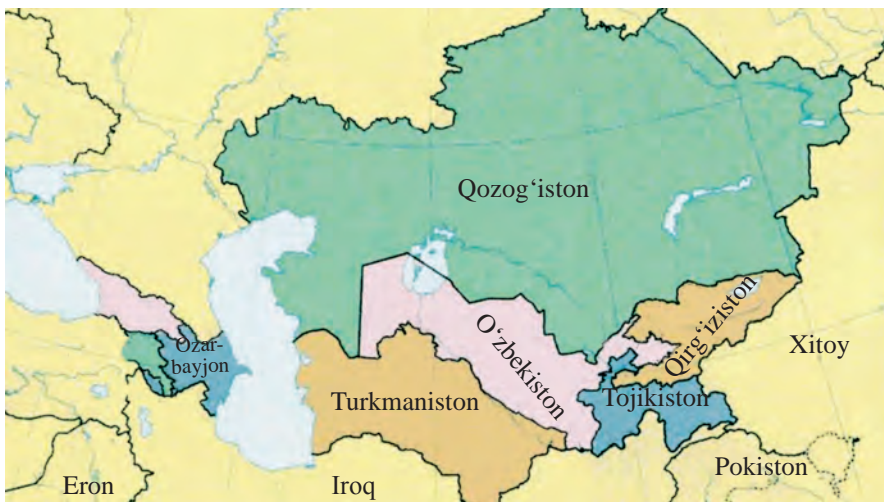 Qozog‘iston
O‘zbekiston
Qirg‘iziston
Xitoy
Ozar-
bayjon
Turkmaniston
Tojikiston
Pokiston
Eron
Iroq